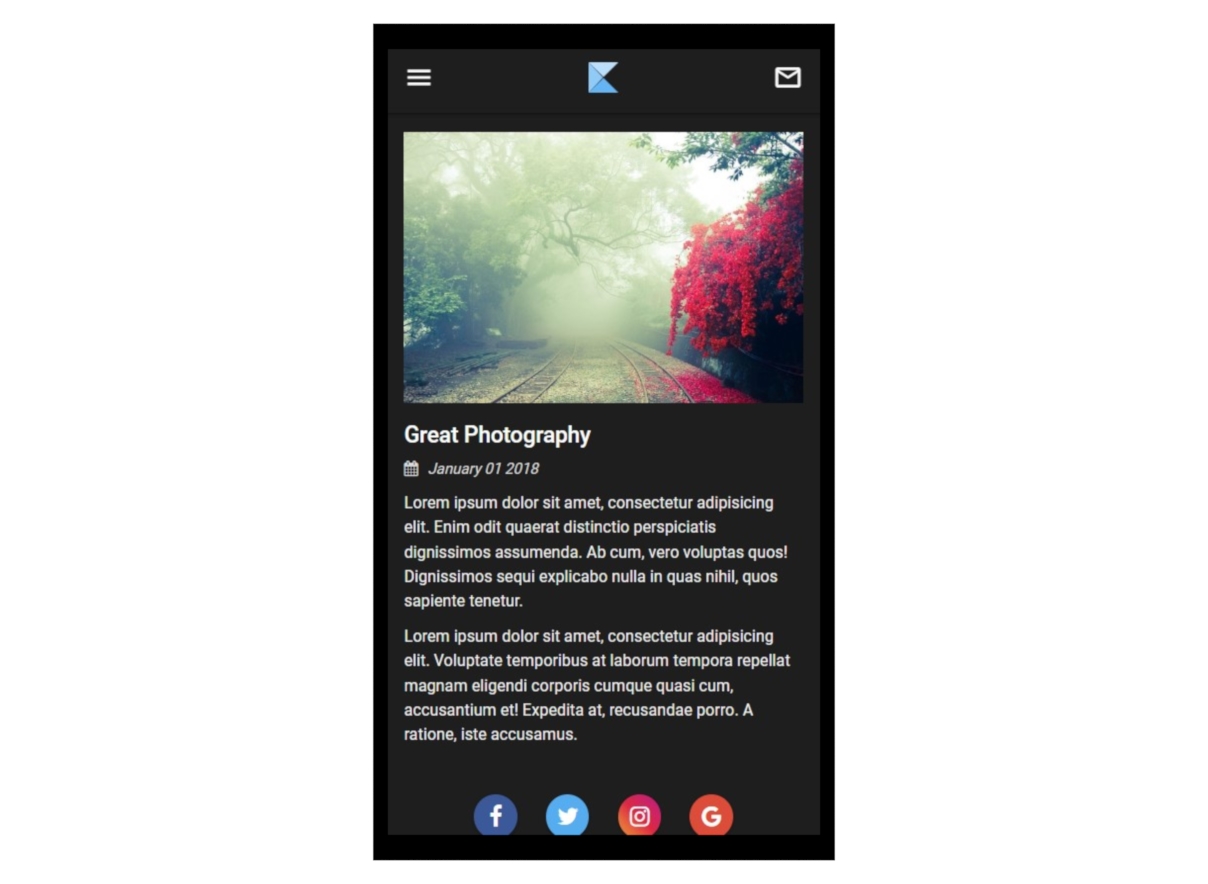 Great Photography
January 01 2018
Lorem ipsum dolor sit amet, consectetur adipisicing
elit. Enim odit quaerat distinctio perspiciatis
dignissimos assumenda. Ab cum, vero voluptas quos!
Dignissimos sequi explicabo nulla in quas nihil, quos
sapiente tenetur.
Lorem ipsum dolor sit amet, consectetur adipisicing
elit. Voluptate temporibus at laborum tempora repellat
magnam eligendi corporis cumque quasi cum,
accusantium et! Expedita at, recusandae porro. A
ratione, iste accusamus.